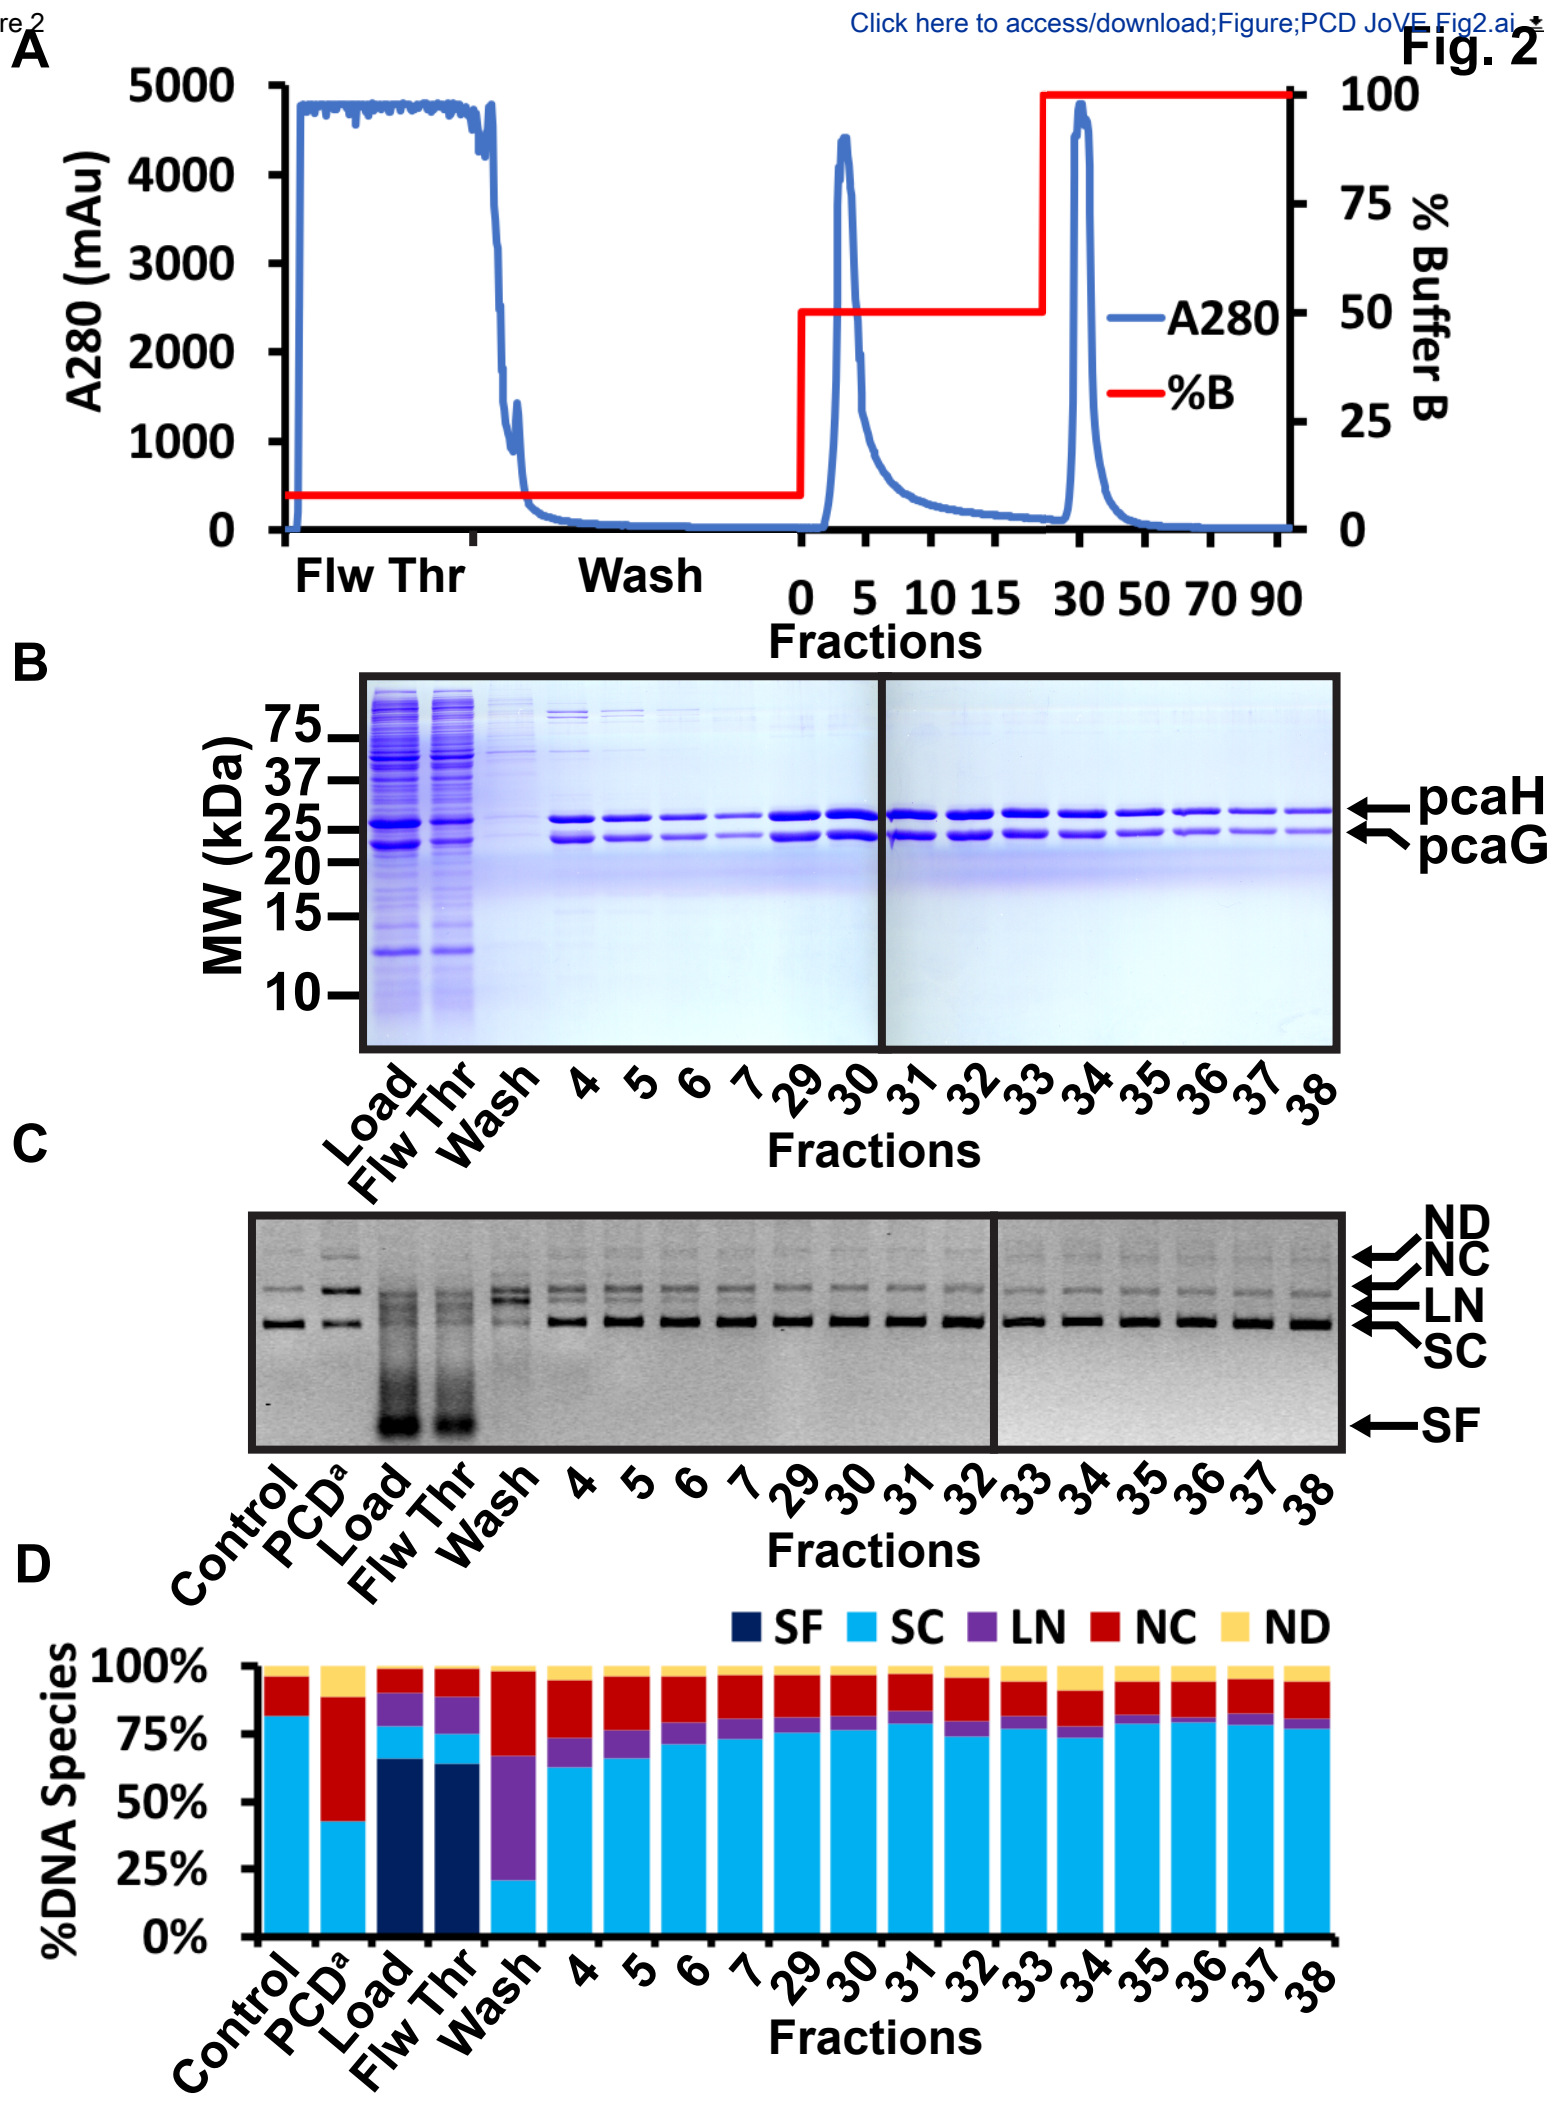 re 2
Click here to access/download;Figure;PCD JoVE Fig2.ai
Fig. 2
A
5000
4000
3000
2000
1000
0
A280 (mAu)
100
75
50
25
0
% Buffer B
A280
%B
Flw Thr
Wash
0 5 10 15 30 50 70 90
Fractions
B
MW (kDa)
75
37
25
20
15
10
pcaH
pcaG
Load Flw Thr Wash 4 5 6 7 29 30 31 32 33 34 35 36 37 38
Fractions
C
ND
NC
LN
SC
SF
Control PCDª Load Flw Thr Wash 4 5 6 7 29 30 31 32 33 34 35 36 37 38
Fractions
D
SF SC LN NC ND
%DNA Species
100%
75%
50%
25%
0%
Control PCDª Load Flw Thr Wash 4 5 6 7 29 30 31 32 33 34 35 36 37 38
Fractions